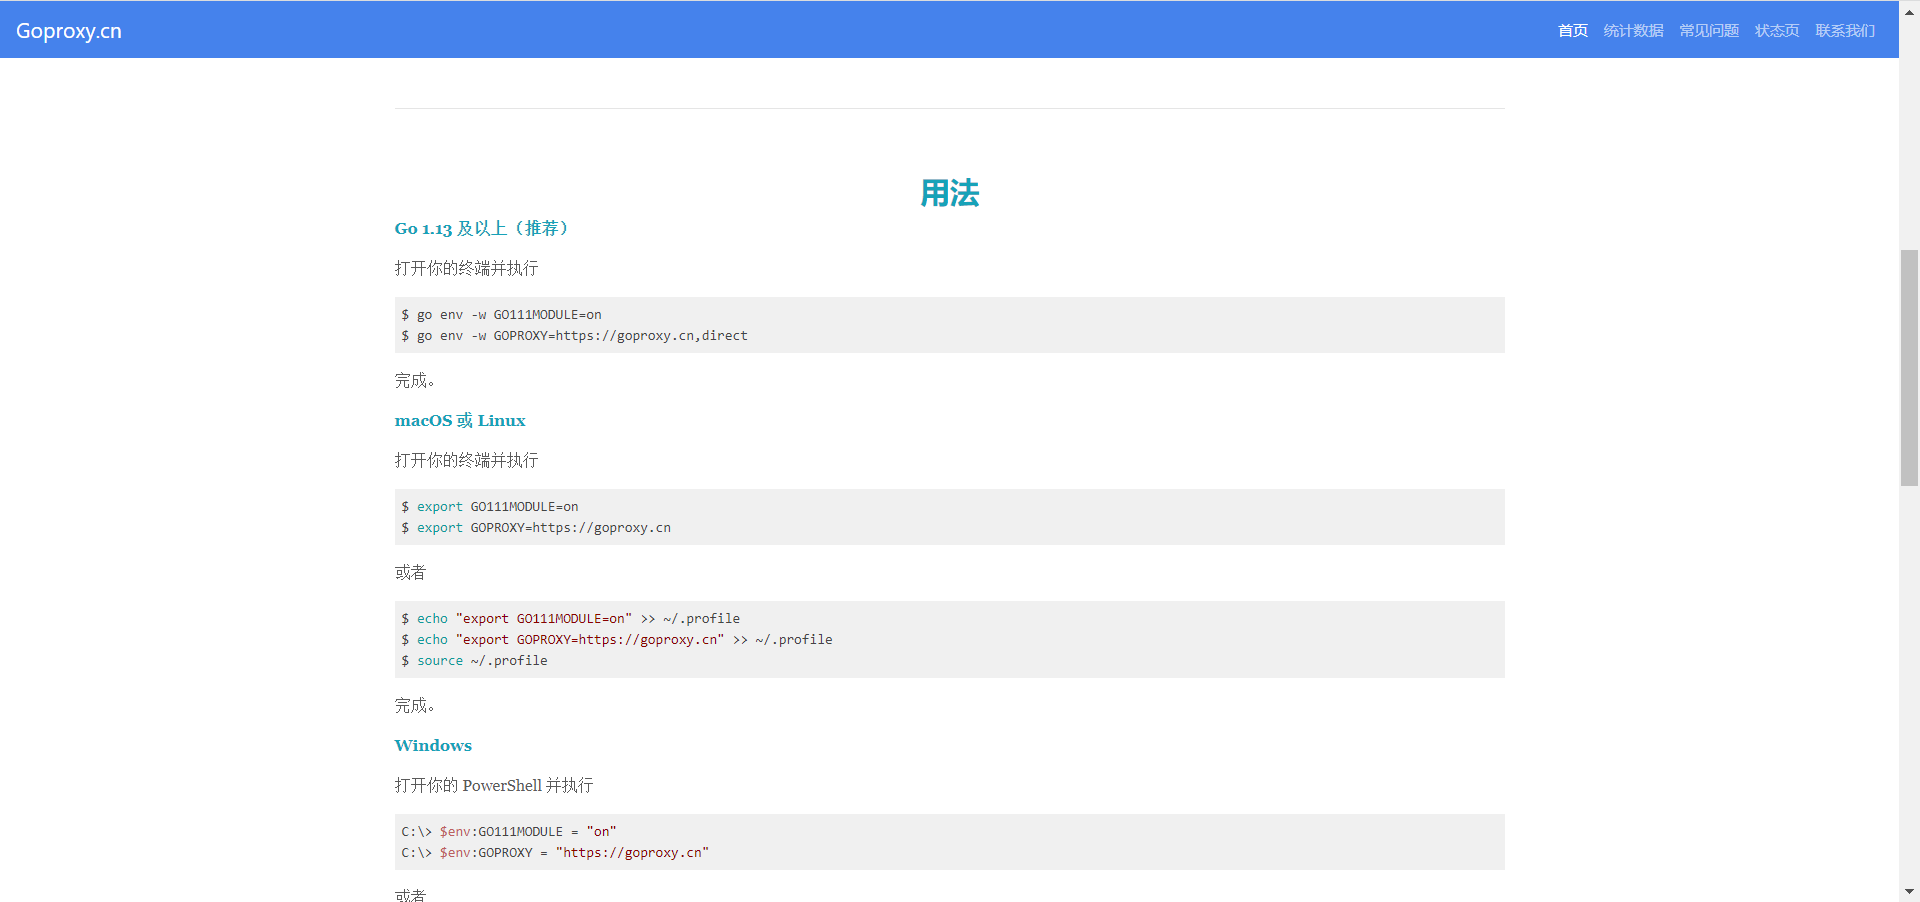 Goproxy.cn
首页 统计数据 常见问题 状态页 联系我们
用法
Go 1.13 及以上（推荐）
打开你的终端并执行
$ go env -w GO111MODULE=on
$ go env -w GOPROXY=https://goproxy.cn,direct
完成。
macOS 或 Linux
打开你的终端并执行
$ export GO111MODULE=on
$ export GOPROXY=https://goproxy.cn
或者
$ echo "export GO111MODULE=on" >> ~/.profile
$ echo "export GOPROXY=https://goproxy.cn" >> ~/.profile
$ source ~/.profile
完成。
Windows
打开你的 PowerShell 并执行
C:\> $env:GO111MODULE = "on"
C:\> $env:GOPROXY = "https://goproxy.cn"
或者